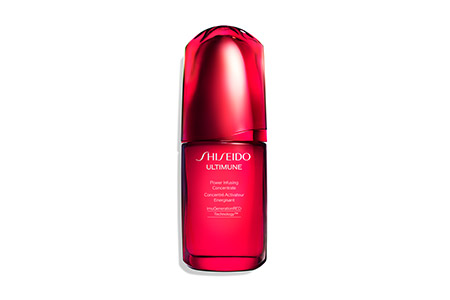 SHISEIDO
ULTIMUNE
Power Infusing
Concentrate
Concentré Activateur
Énergisant
ImuGenerationRED
Technology™